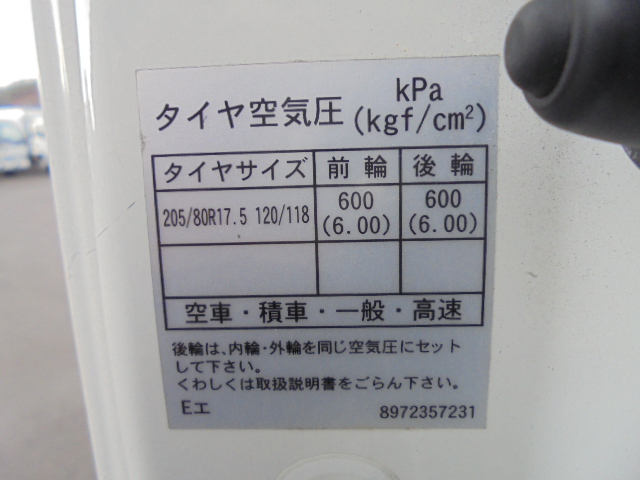 タイヤ空気圧 kPa
(kgf/cm²)
タイヤサイズ 前輪 後輪
205/80R17.5 120/118 600 (6.00) 600 (6.00)
空車・積車・一般・高速
後輪は、内輪・外輪を同じ空気圧にセット
して下さい。
くわしくは取扱説明書をごらん下さい。
Eエ 8972357231